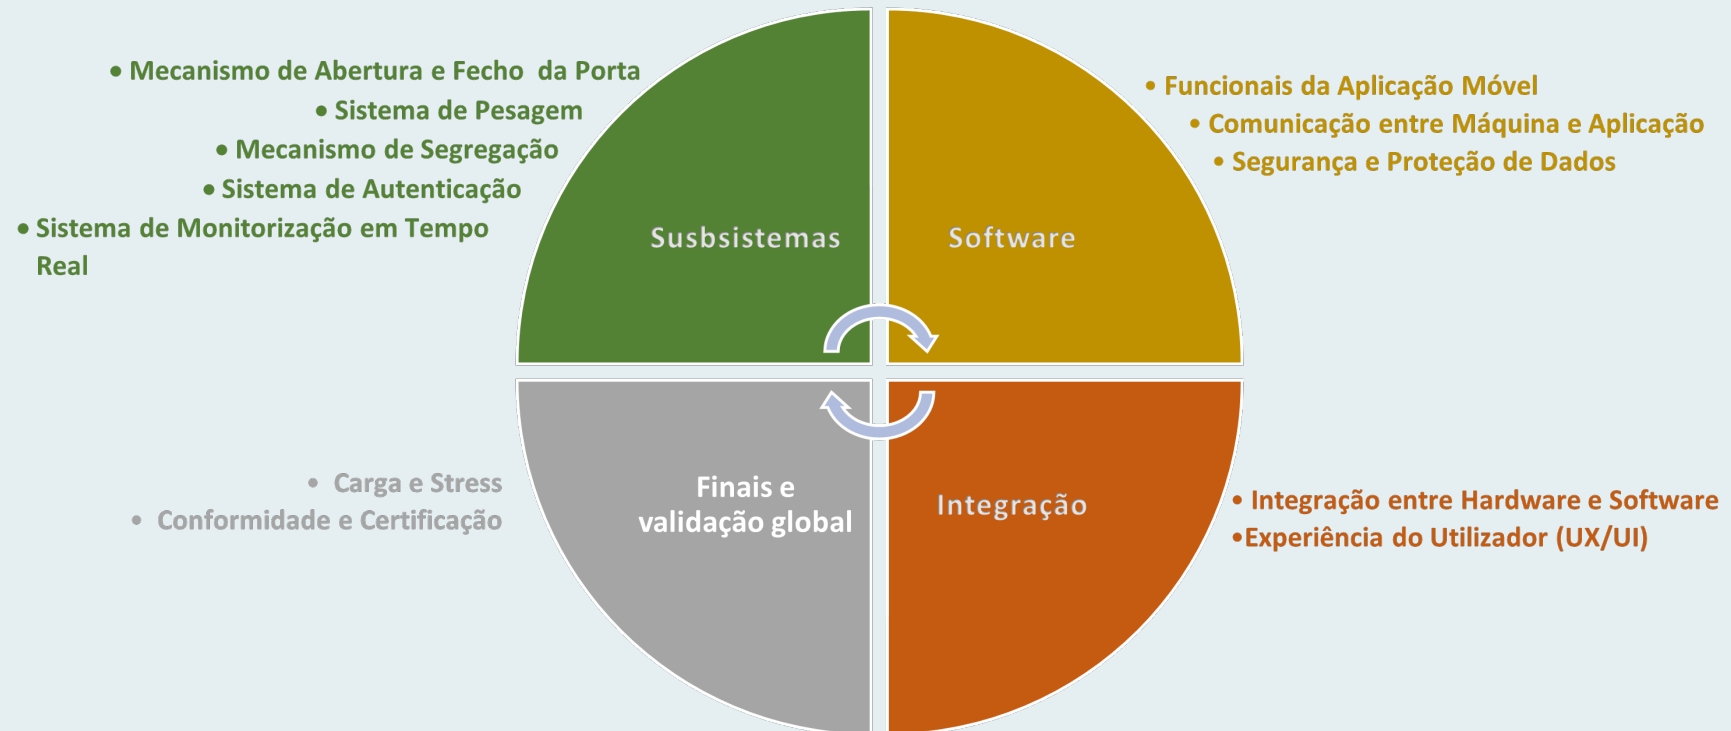 • Mecanismo de Abertura e Fecho da Porta
• Sistema de Pesagem
• Mecanismo de Segregação
• Sistema de Autenticação
• Sistema de Monitorização em Tempo
Real
Susbsistemas
• Funcionais da Aplicação Móvel
• Comunicação entre Máquina e Aplicação
• Segurança e Proteção de Dados
Software
• Carga e Stress
• Conformidade e Certificação
Finais e
validação global
Integração
• Integração entre Hardware e Software
•Experiência do Utilizador (UX/UI)